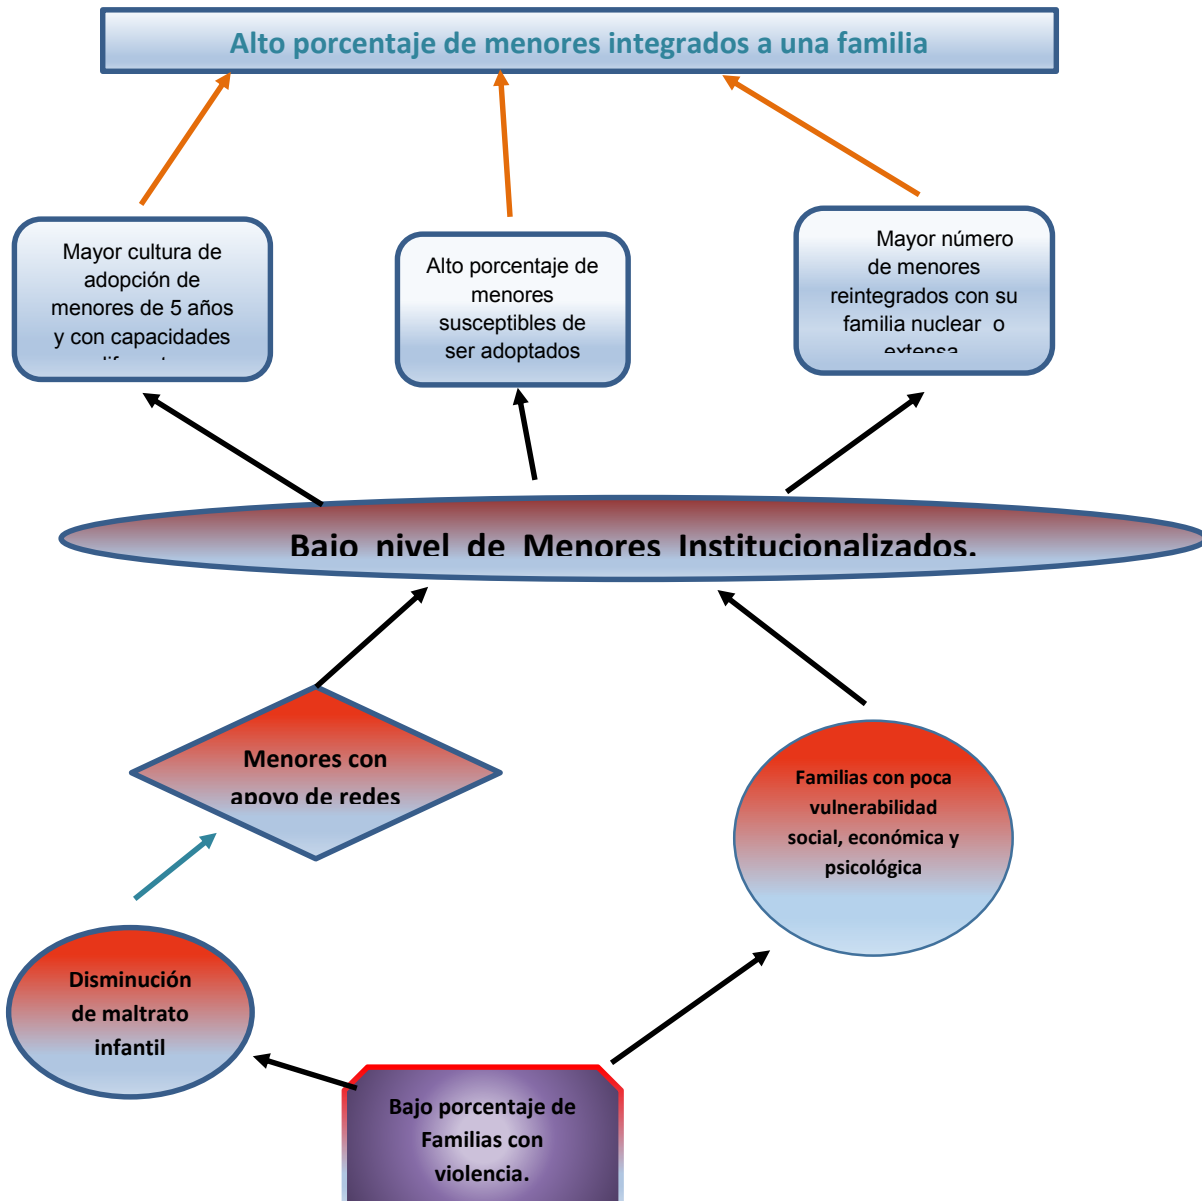 Alto porcentaje de menores integrados a una familia
Mayor cultura de
adopción de
menores de 5 años
y con capacidades
Alto porcentaje de
menores
susceptibles de
ser adoptados
Mayor número
de menores
reintegrados con su
familia nuclear o
extensa
Bajo nivel de Menores Institucionalizados.
Menores con
apoyo de redes
Familias con poca
vulnerabilidad
social, económica y
psicológica
Disminución
de maltrato
infantil
Bajo porcentaje de
Familias con
violencia.